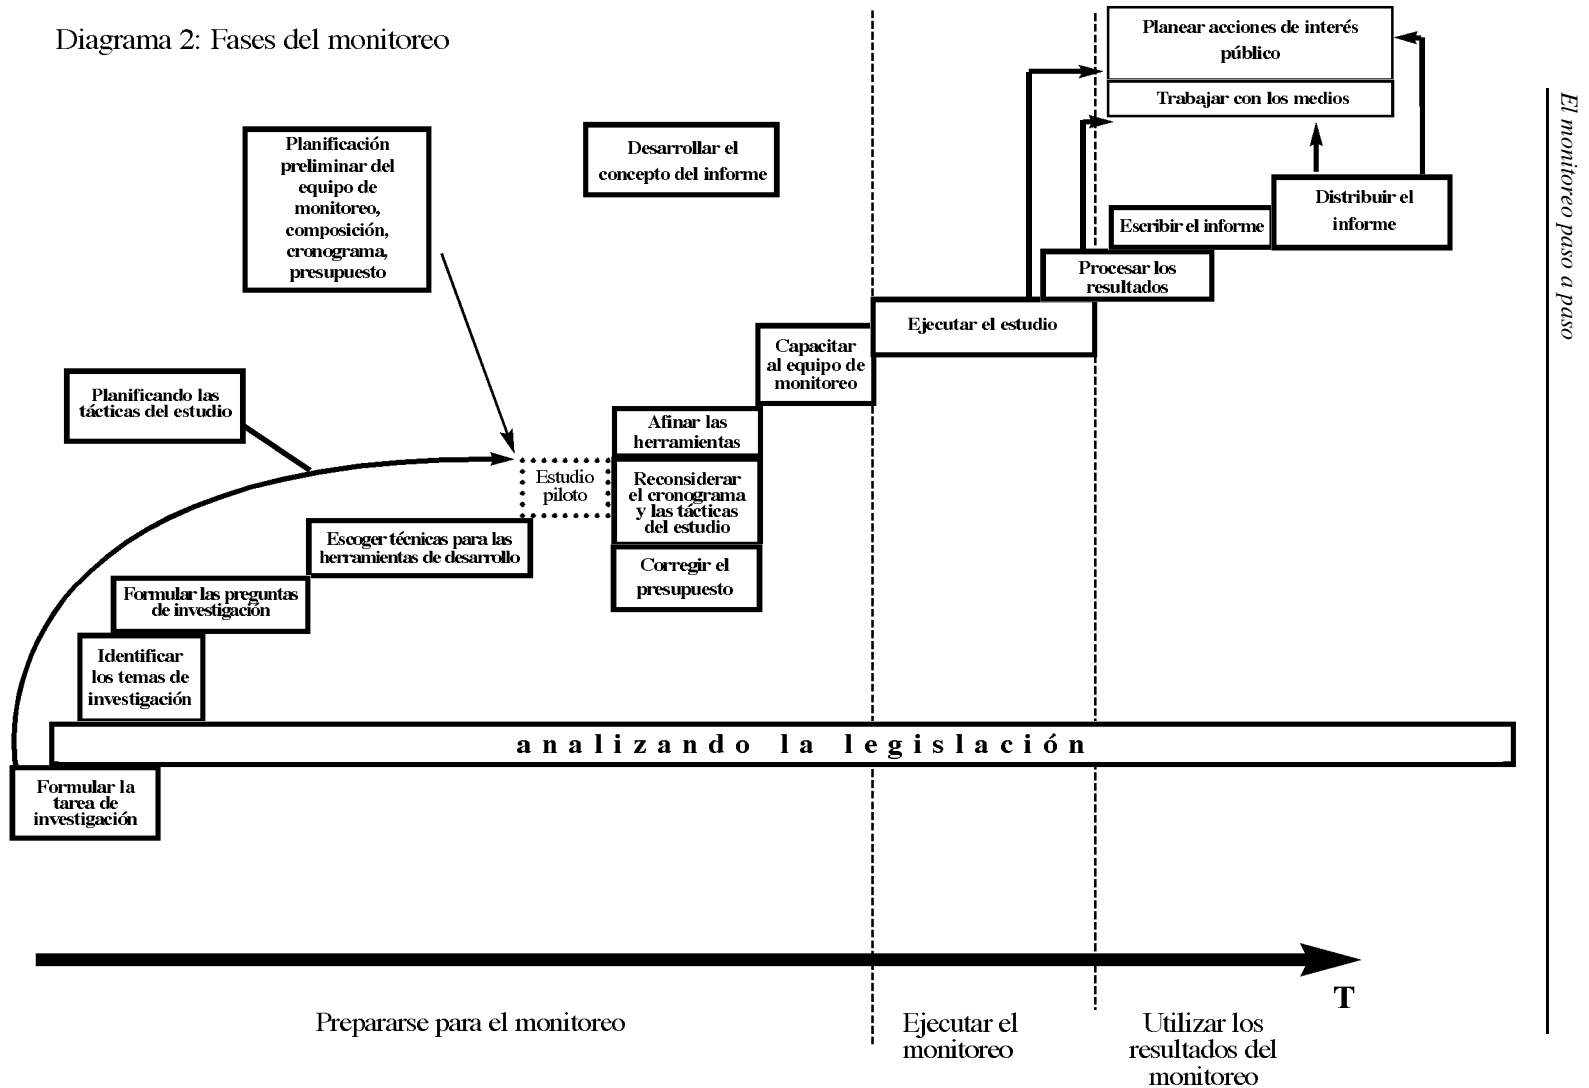 Diagrama 2: Fases del monitoreo
Planear acciones de interés
público
Trabajar con los medios
Planificación
preliminar del
equipo de
monitoreo,
composición,
cronograma,
presupuesto
Desarrollar el
concepto del informe
Distribuir el
informe
Escribir el informe
Procesar los
resultados
Ejecutar el estudio
Capacitar
al equipo de
monitoreo
Planificando las
tácticas del estudio
Afinar las
herramientas
Estudio
piloto
Reconsiderar
el cronograma
y las tácticas
del estudio
Escoger técnicas para las
herramientas de desarrollo
Corregir el
presupuesto
Formular las preguntas
de investigación
Identificar
los temas de
investigación
analizando la legislación
Formular la
tarea de
investigación
T
Prepararse para el monitoreo
Ejecutar el
monitoreo
Utilizar los
resultados del
monitoreo
El monitoreo paso a paso